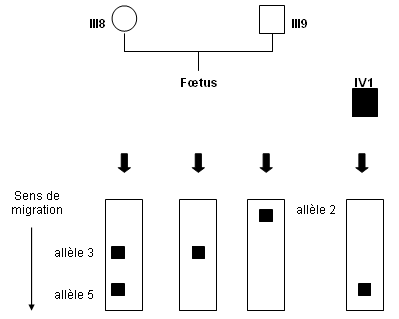 III8
III9
Fœtus
IV1
Sens de
migration
allèle 2
allèle 3
allèle 5